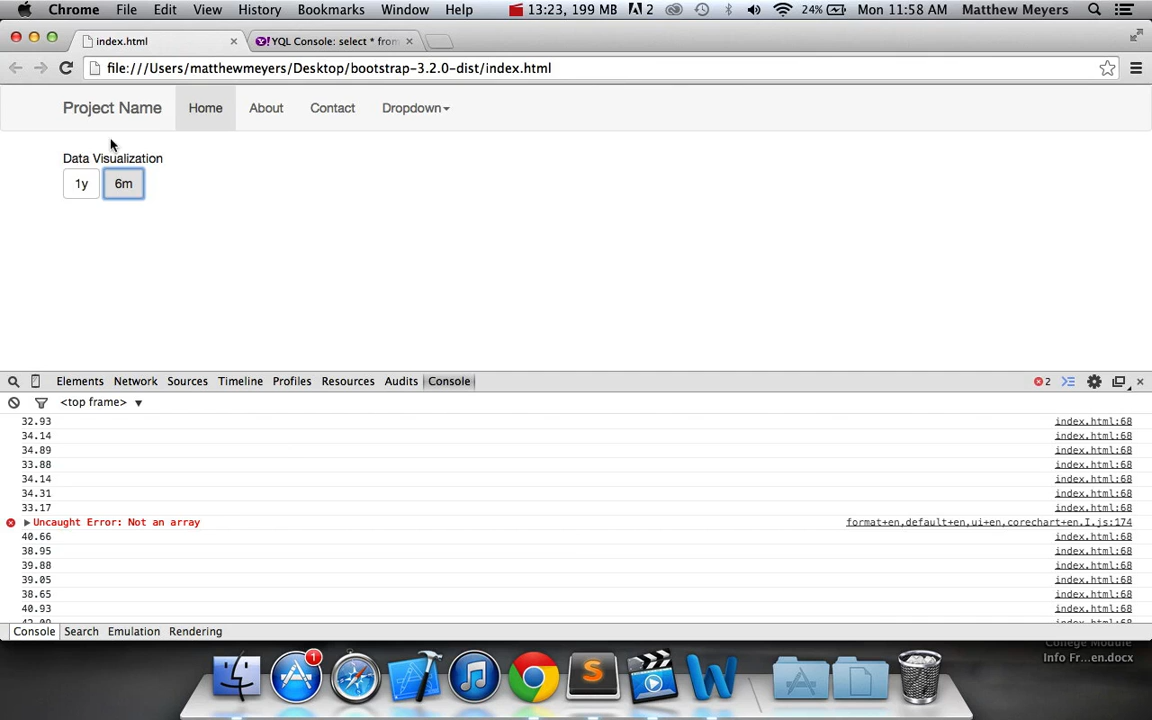 Chrome File Edit View History Bookmarks Window Help 13:23, 199 MB 2 24% Mon 11:58 AM Matthew Meyers
index.html YQL Console: select * from
file:///Users/matthewmeyers/Desktop/bootstrap-3.2.0-dist/index.html
Project Name Home About Contact Dropdown
Data Visualization
1y 6m
Elements Network Sources Timeline Profiles Resources Audits Console 2
<top frame>
32.93 index.html:68
34.14 index.html:68
34.89 index.html:68
33.88 index.html:68
34.14 index.html:68
34.31 index.html:68
33.17 index.html:68
Uncaught Error: Not an array format+en,default+en,ui+en,corechart+en.I.js:174
40.66 index.html:68
38.95 index.html:68
39.88 index.html:68
39.05 index.html:68
38.65 index.html:68
40.93 index.html:68
Console Search Emulation Rendering
College Module
Info Fr...en.docx
1